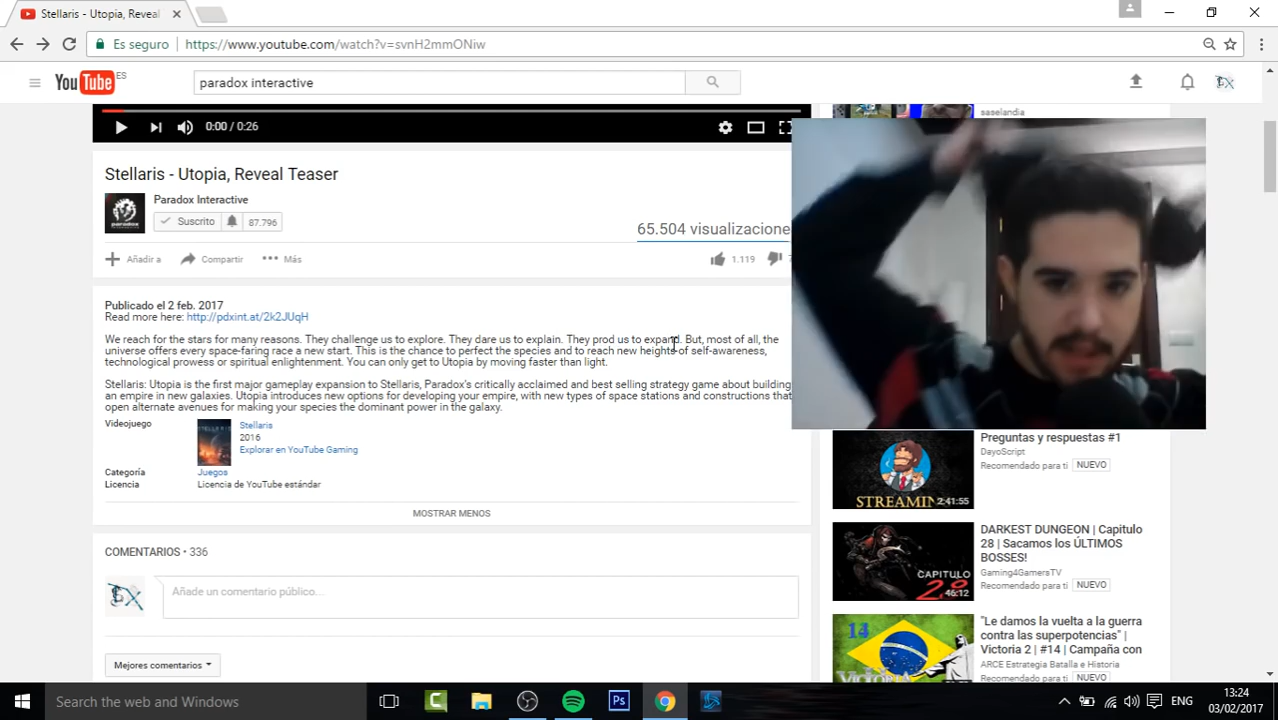 Stellaris - Utopia, Reveal
Es seguro
https://www.youtube.com/watch?v=svnH2mmONiw
YouTube ES
paradox interactive
0:00 / 0:26
saselandia
Stellaris - Utopia, Reveal Teaser
Paradox Interactive
Suscrito 87.796
65.504 visualizacione
Añadir a Compartir Más
1.119
Publicado el 2 feb. 2017
Read more here: http://pdxint.at/2k2JUqH
We reach for the stars for many reasons. They challenge us to explore. They dare us to explain. They prod us to expand. But, most of all, the
universe offers every space-faring race a new start. This is the chance to perfect the species and to reach new heights of self-awareness,
technological prowess or spiritual enlightenment. You can only get to Utopia by moving faster than light.
Stellaris: Utopia is the first major gameplay expansion to Stellaris, Paradox's critically acclaimed and best selling strategy game about building
an empire in new galaxies. Utopia introduces new options for developing your empire, with new types of space stations and constructions that
open alternate avenues for making your species the dominant power in the galaxy.
Videojuego
Stellaris
2016
Explorar en YouTube Gaming
Categoría Juegos
Licencia Licencia de YouTube estándar
MOSTRAR MENOS
COMENTARIOS • 336
Añade un comentario público...
Mejores comentarios
Preguntas y respuestas #1
DayoScript
Recomendado para ti NUEVO
STREAMIN
2:41:55
DARKEST DUNGEON | Capitulo
28 | Sacamos los ÚLTIMOS
BOSSES!
Gaming4GamersTV
Recomendado para ti NUEVO
CAPITULO
28
46:12
"Le damos la vuelta a la guerra
contra las superpotencias" |
Victoria 2 | #14 | Campaña con
ARCE Estrategia Batalla e Historia
Recomendado para ti NUEVO
14
Search the web and Windows
ENG
13:24
03/02/2017